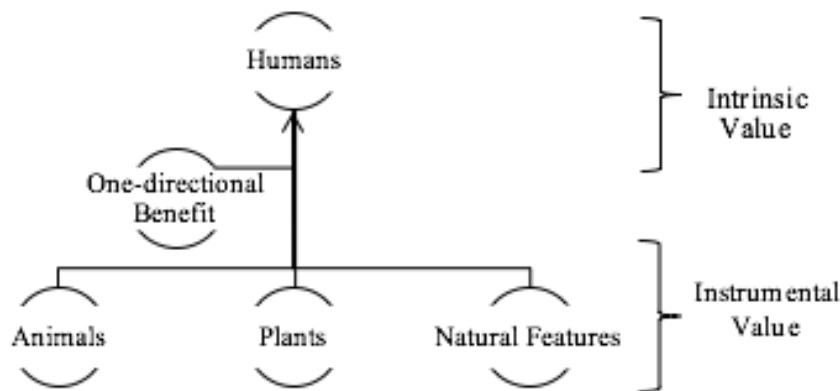 Humans
Intrinsic
Value
One-directional
Benefit
Instrumental
Value
Animals
Plants
Natural Features